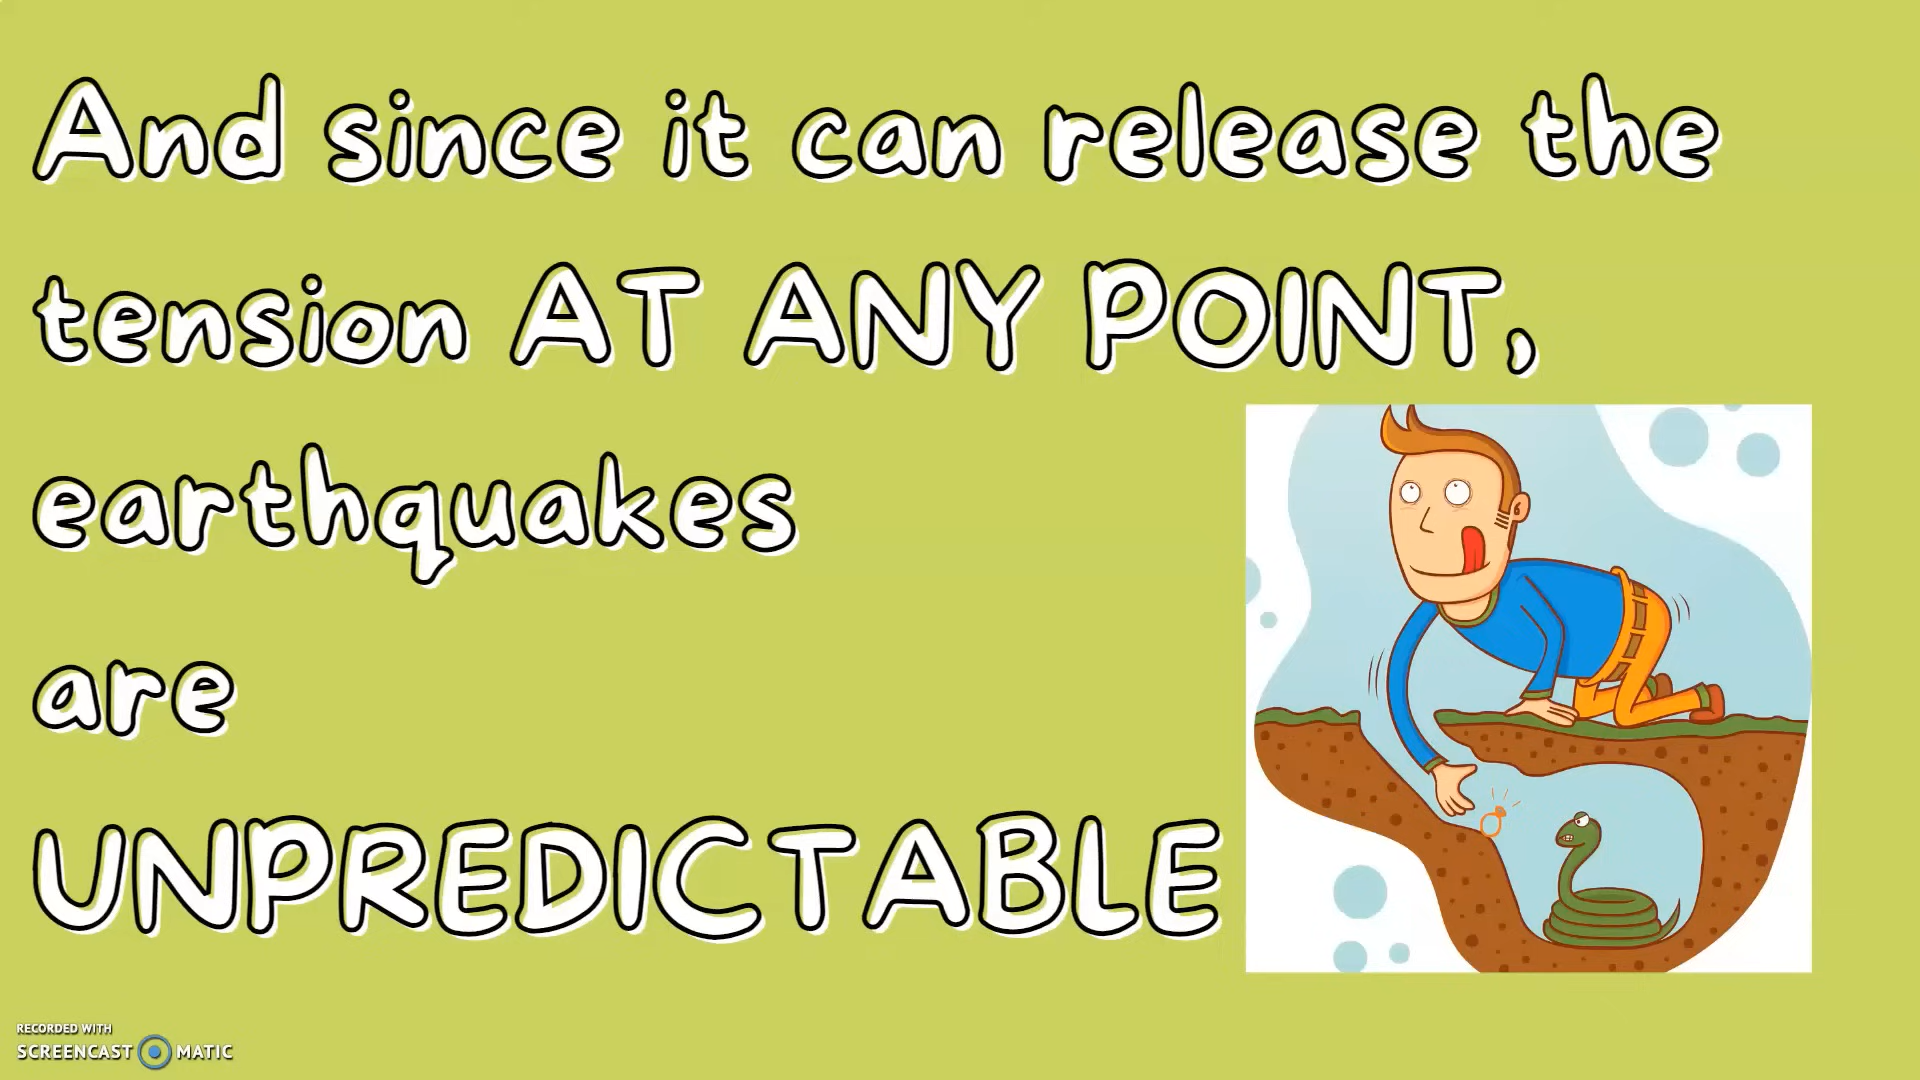 And since it can release the
tension AT ANY POINT,
earthquakes
are
UNPREDICTABLE
RECORDED WITH
SCREENCAST MATIC